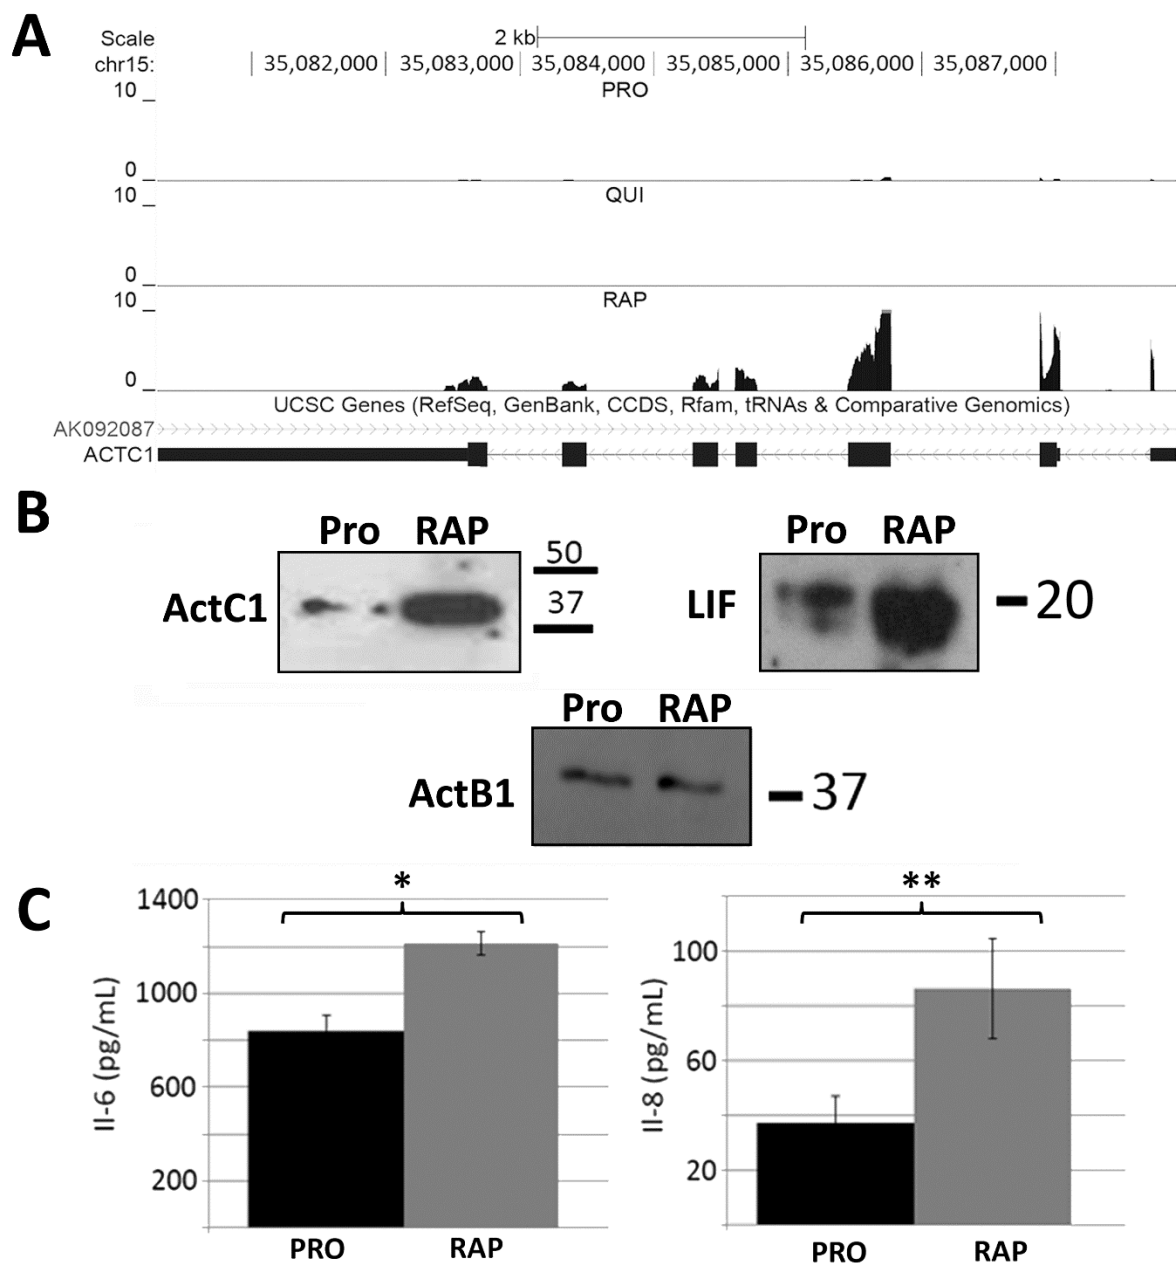 A
Scale 2 kb
chr15: | 35,082,000 | 35,083,000 | 35,084,000 | 35,085,000 | 35,086,000 | 35,087,000 |
PRO
10
0
QUI
10
0
RAP
10
0
UCSC Genes (RefSeq, GenBank, CCDS, Rfam, tRNAs & Comparative Genomics)
AK092087
ACTC1
B
Pro RAP
ActC1
50
37
Pro RAP
LIF
20
Pro RAP
ActB1
37
C
*
1400
1000
600
200
Il-6 (pg/mL)
PRO RAP
**
100
60
20
Il-8 (pg/mL)
PRO RAP